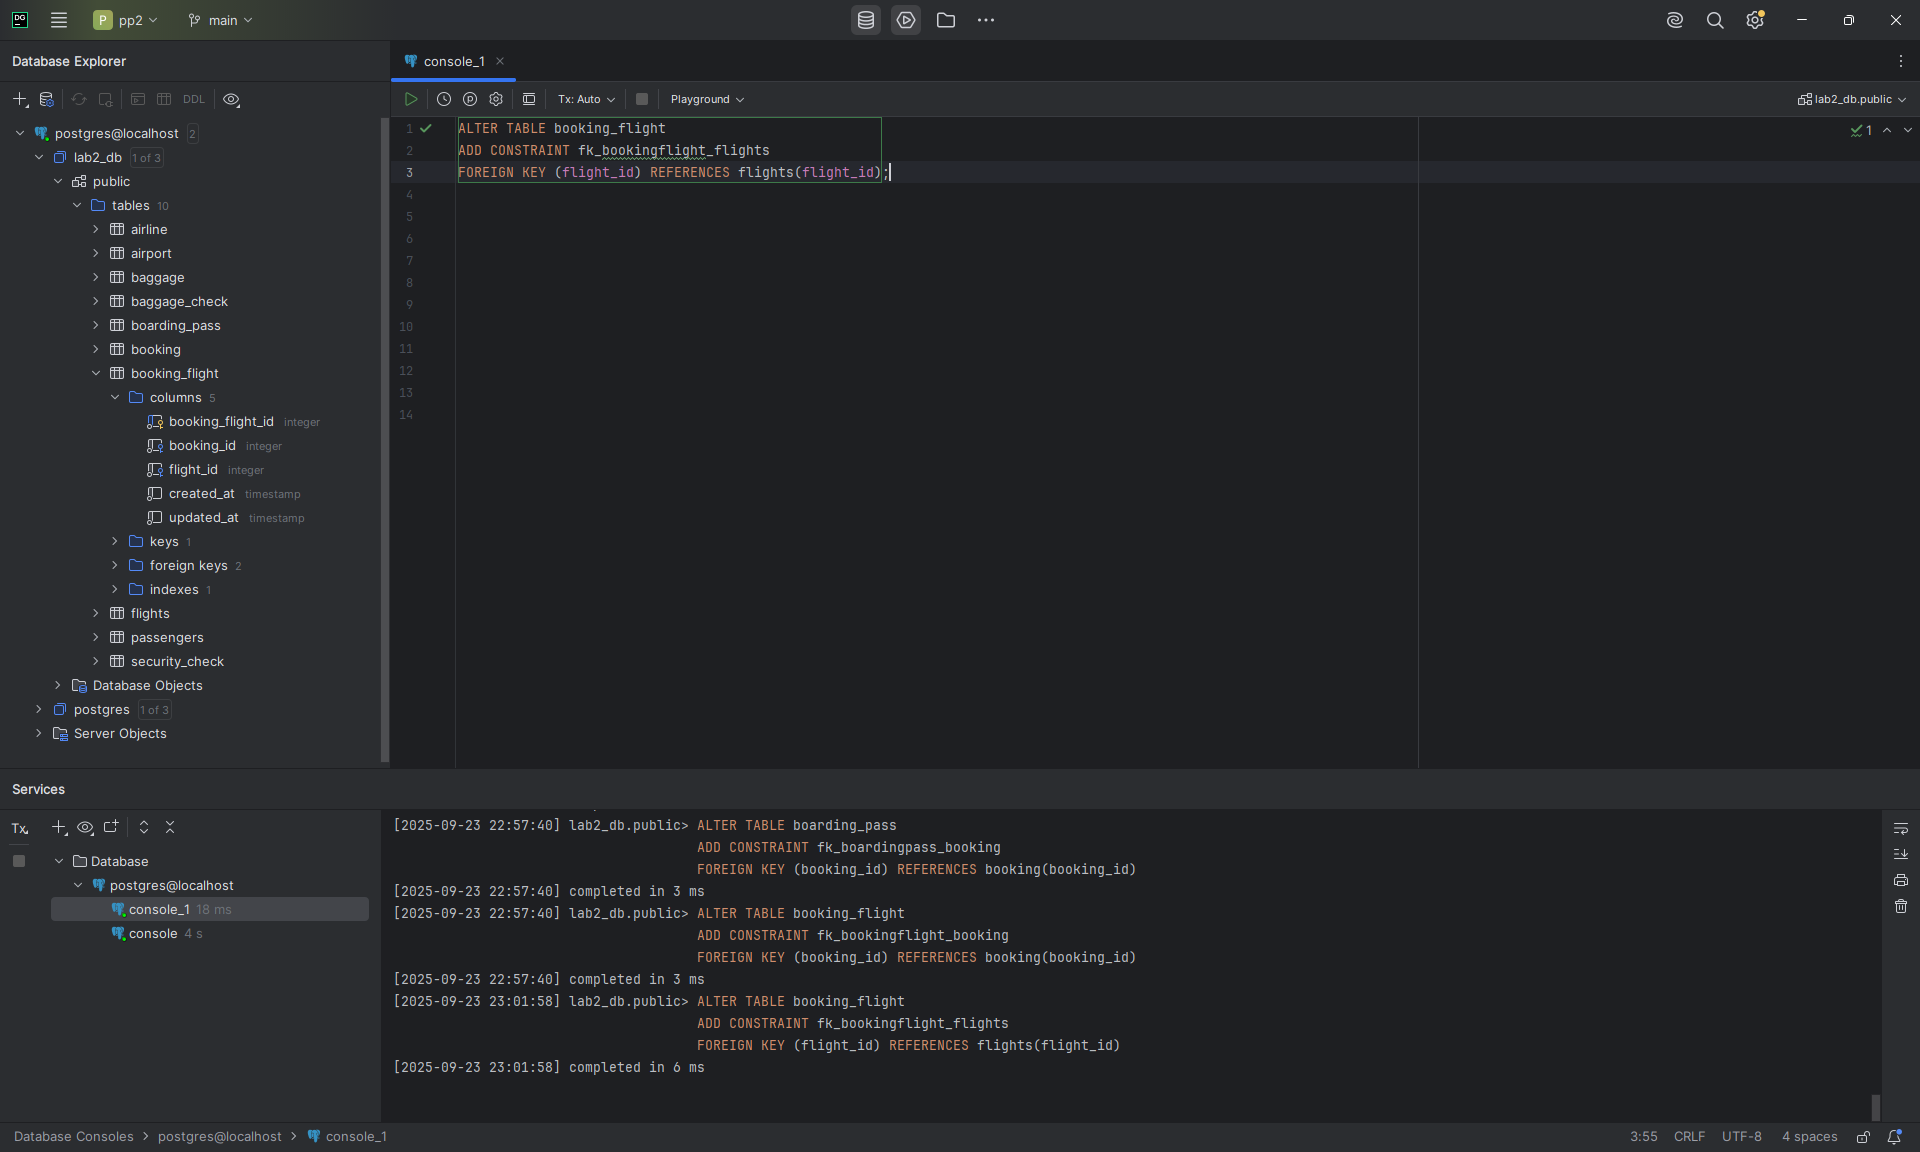 DG
P pp2
main
Database Explorer
console_1
DDL
Tx: Auto
Playground
lab2_db.public
postgres@localhost 2
lab2_db 1 of 3
public
tables 10
airline
airport
baggage
baggage_check
boarding_pass
booking
booking_flight
columns 5
booking_flight_id integer
booking_id integer
flight_id integer
created_at timestamp
updated_at timestamp
keys 1
foreign keys 2
indexes 1
flights
passengers
security_check
Database Objects
postgres 1 of 3
Server Objects
1 ALTER TABLE booking_flight
2 ADD CONSTRAINT fk_bookingflight_flights
3 FOREIGN KEY (flight_id) REFERENCES flights(flight_id);
4
5
6
7
8
9
10
11
12
13
14
1
Services
Tx
Database
postgres@localhost
console_1 18 ms
console 4 s
[2025-09-23 22:57:40] lab2_db.public> ALTER TABLE boarding_pass
ADD CONSTRAINT fk_boardingpass_booking
FOREIGN KEY (booking_id) REFERENCES booking(booking_id)
[2025-09-23 22:57:40] completed in 3 ms
[2025-09-23 22:57:40] lab2_db.public> ALTER TABLE booking_flight
ADD CONSTRAINT fk_bookingflight_booking
FOREIGN KEY (booking_id) REFERENCES booking(booking_id)
[2025-09-23 22:57:40] completed in 3 ms
[2025-09-23 23:01:58] lab2_db.public> ALTER TABLE booking_flight
ADD CONSTRAINT fk_bookingflight_flights
FOREIGN KEY (flight_id) REFERENCES flights(flight_id)
[2025-09-23 23:01:58] completed in 6 ms
Database Consoles > postgres@localhost > console_1
3:55 CRLF UTF-8 4 spaces